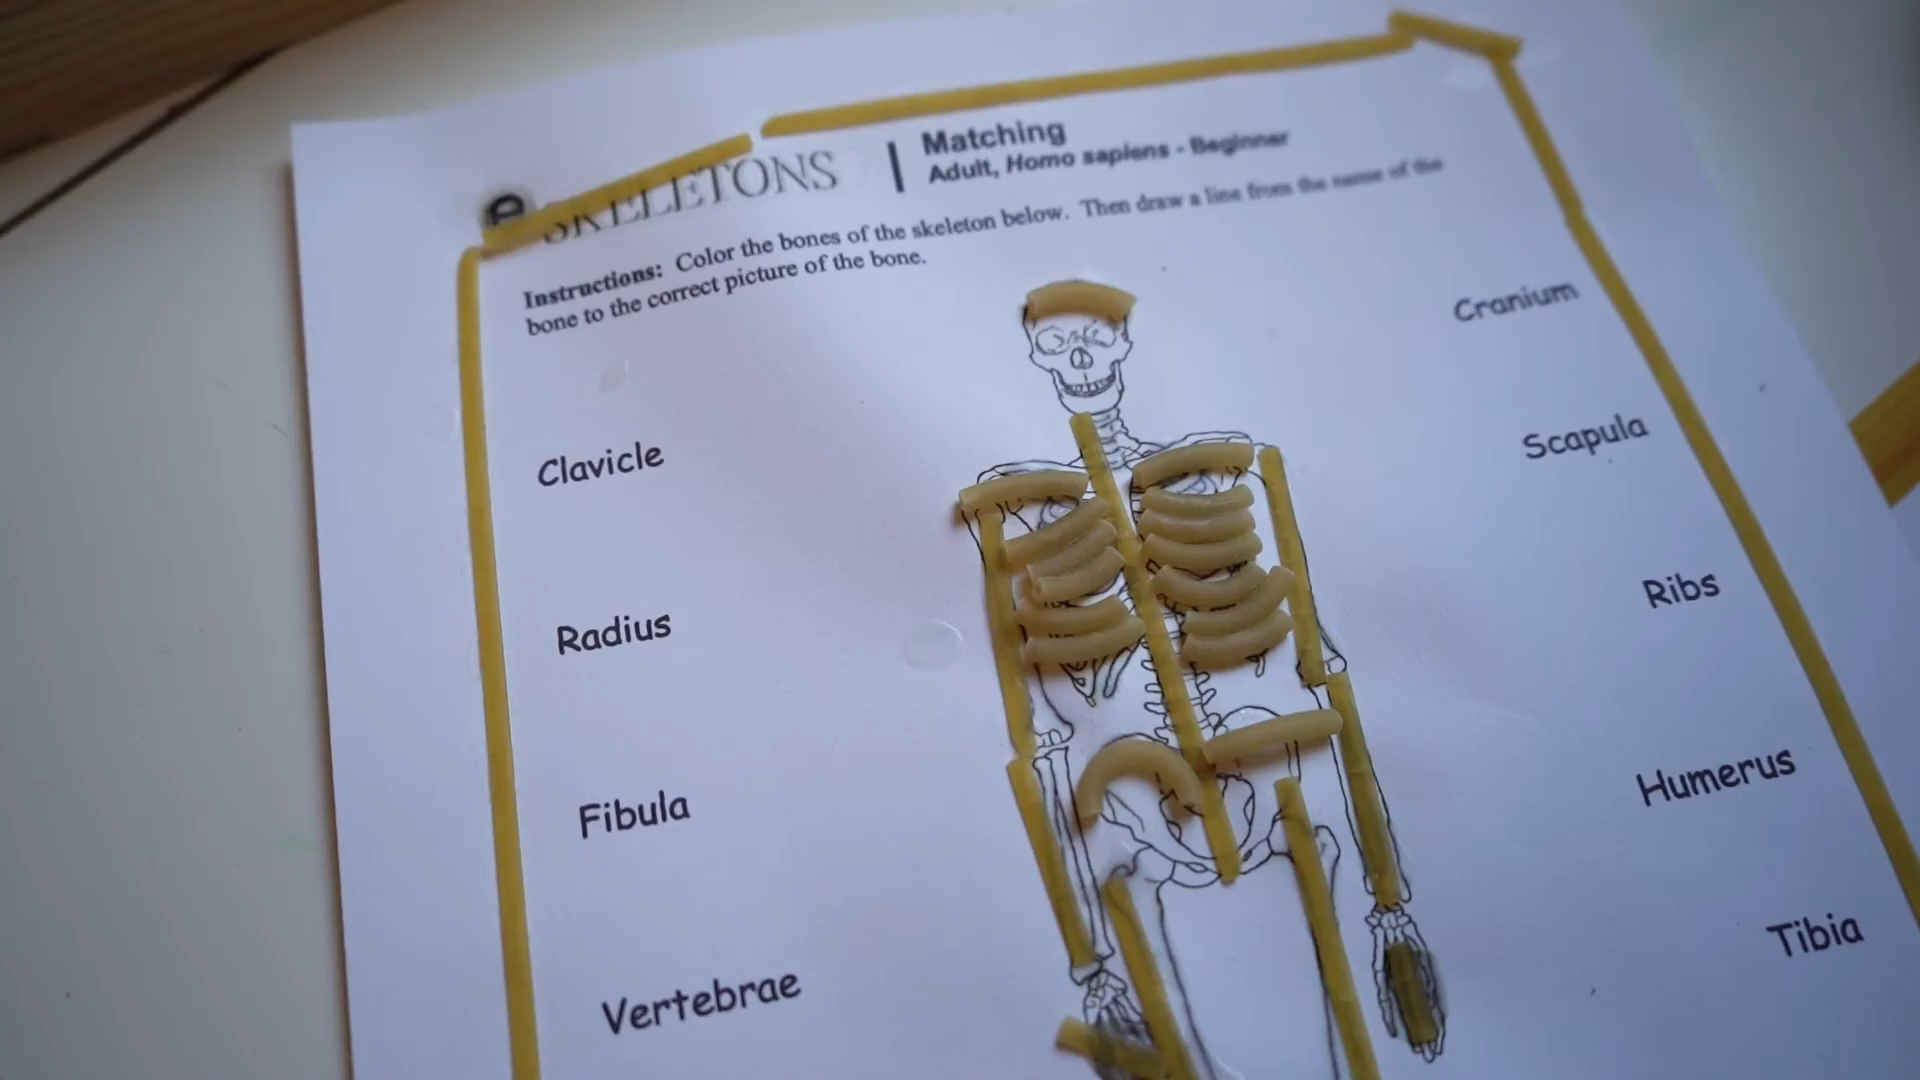 e SKELETONS
Matching
Adult, Homo sapiens - Beginner
Instructions: Color the bones of the skeleton below. Then draw a line from the name of the
bone to the correct picture of the bone.
Cranium
Clavicle
Scapula
Radius
Ribs
Fibula
Humerus
Vertebrae
Tibia